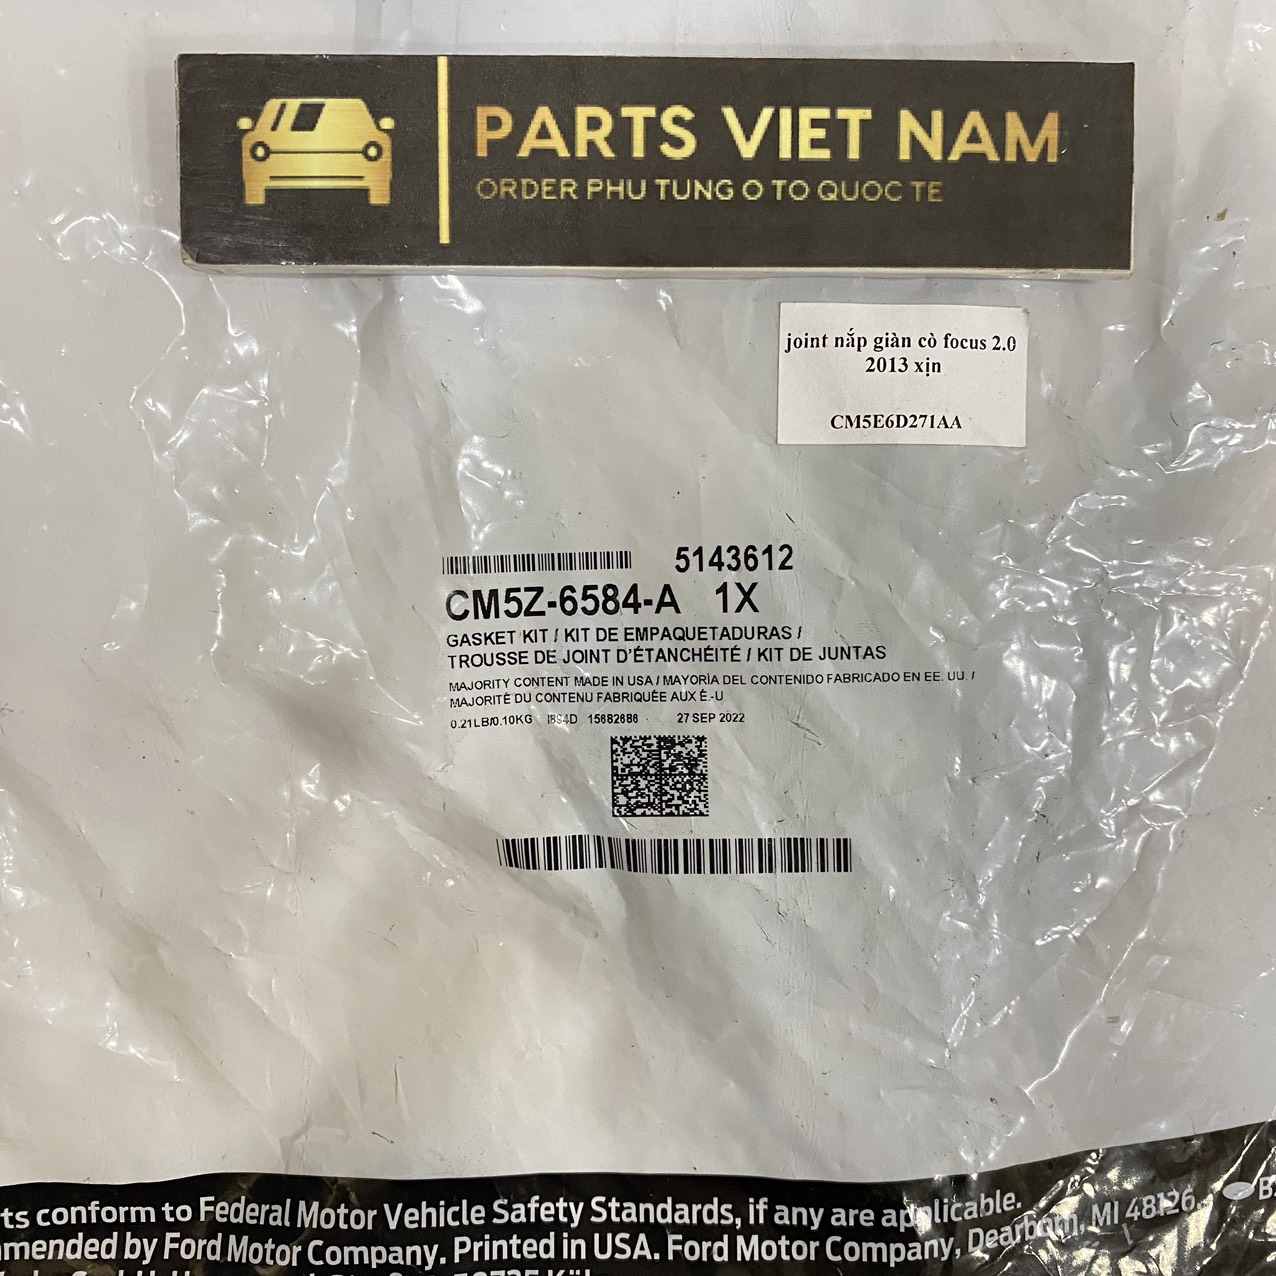 PARTS VIET NAM
ORDER PHU TUNG O TO QUOC TE
joint nắp giàn cò focus 2.0
2013 xịn
CM5E6D271AA
5143612
CM5Z-6584-A 1X
GASKET KIT / KIT DE EMPAQUETADURAS /
TROUSSE DE JOINT D'ÉTANCHÉITÉ / KIT DE JUNTAS
MAJORITY CONTENT MADE IN USA / MAYORÍA DEL CONTENIDO FABRICADO EN EE. UU. /
MAJORITÉ DU CONTENU FABRIQUÉE AUX É.-U
0.21LB/0.10KG 15682686 27 SEP 2022
ts conform to Federal Motor Vehicle Safety Standards, if any are applicable.
mmended by Ford Motor Company. Printed in USA. Ford Motor Company, Dearborn, MI 48126.